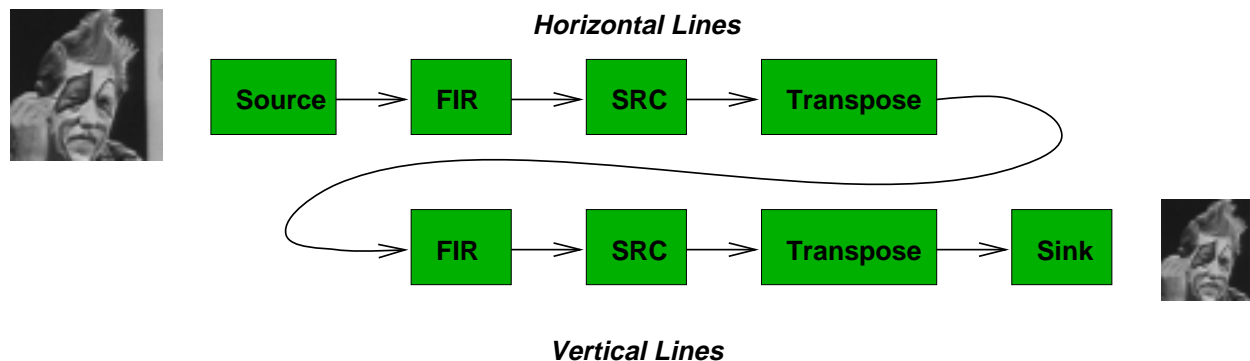 Horizontal Lines
Source FIR SRC Transpose
FIR SRC Transpose Sink
Vertical Lines